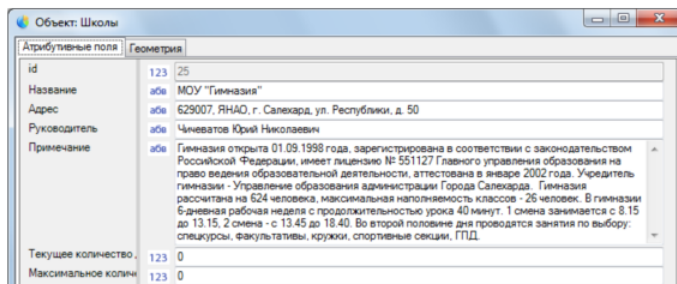 Объект: Школы
Атрибутивные поля Геометрия
id 123 25
Название абв МОУ "Гимназия"
Адрес абв 629007, ЯНАО, г. Салехард, ул. Республики, д. 50
Руководитель абв Чичеватов Юрий Николаевич
Примечание абв Гимназия открыта 01.09.1998 года, зарегистрирована в соответствии с законодательством
Российской Федерации, имеет лицензию № 551127 Главного управления образования на
право ведения образовательной деятельности, аттестована в январе 2002 года. Учредитель
гимназии - Управление образования администрации Города Салехарда. Гимназия
рассчитана на 624 человека, максимальная наполняемость классов - 26 человек. В гимназии
6-дневная рабочая неделя с продолжительностью урока 40 минут. 1 смена занимается с 8.15
до 13.15, 2 смена - с 13.45 до 18.40. Во второй половине дня проводятся занятия по выбору:
спецкурсы, факультативы, кружки, спортивные секции, ГПД.
Текущее количество. 123 0
Максимальное колич 123 0